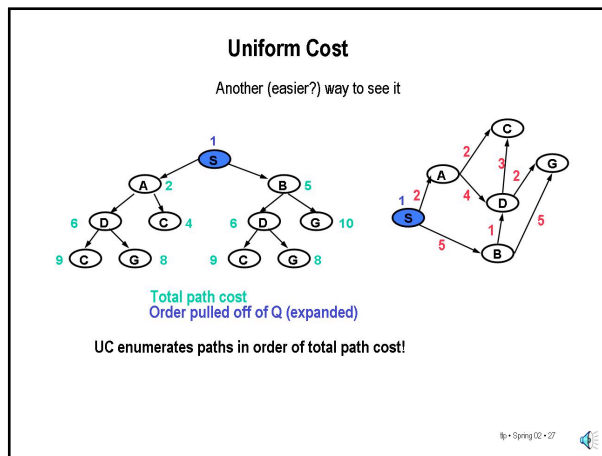 Uniform Cost
Another (easier?) way to see it
1
S
A 2
B 5
6 D
C 4
6 D
G 10
9 C
G 8
9 C
G 8
C
2
3
G
A
2
1
2
4
D
S
5
1
5
B
Total path cost
Order pulled off of Q (expanded)
UC enumerates paths in order of total path cost!
tlp • Spring 02 • 27